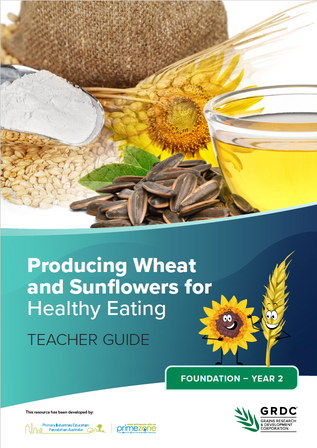 Producing Wheat
and Sunflowers for
Healthy Eating
TEACHER GUIDE
FOUNDATION – YEAR 2
This resource has been developed by:
Primary Industries Education
Foundation Australia
primezone
GRDC
GRAINS RESEARCH
& DEVELOPMENT
CORPORATION